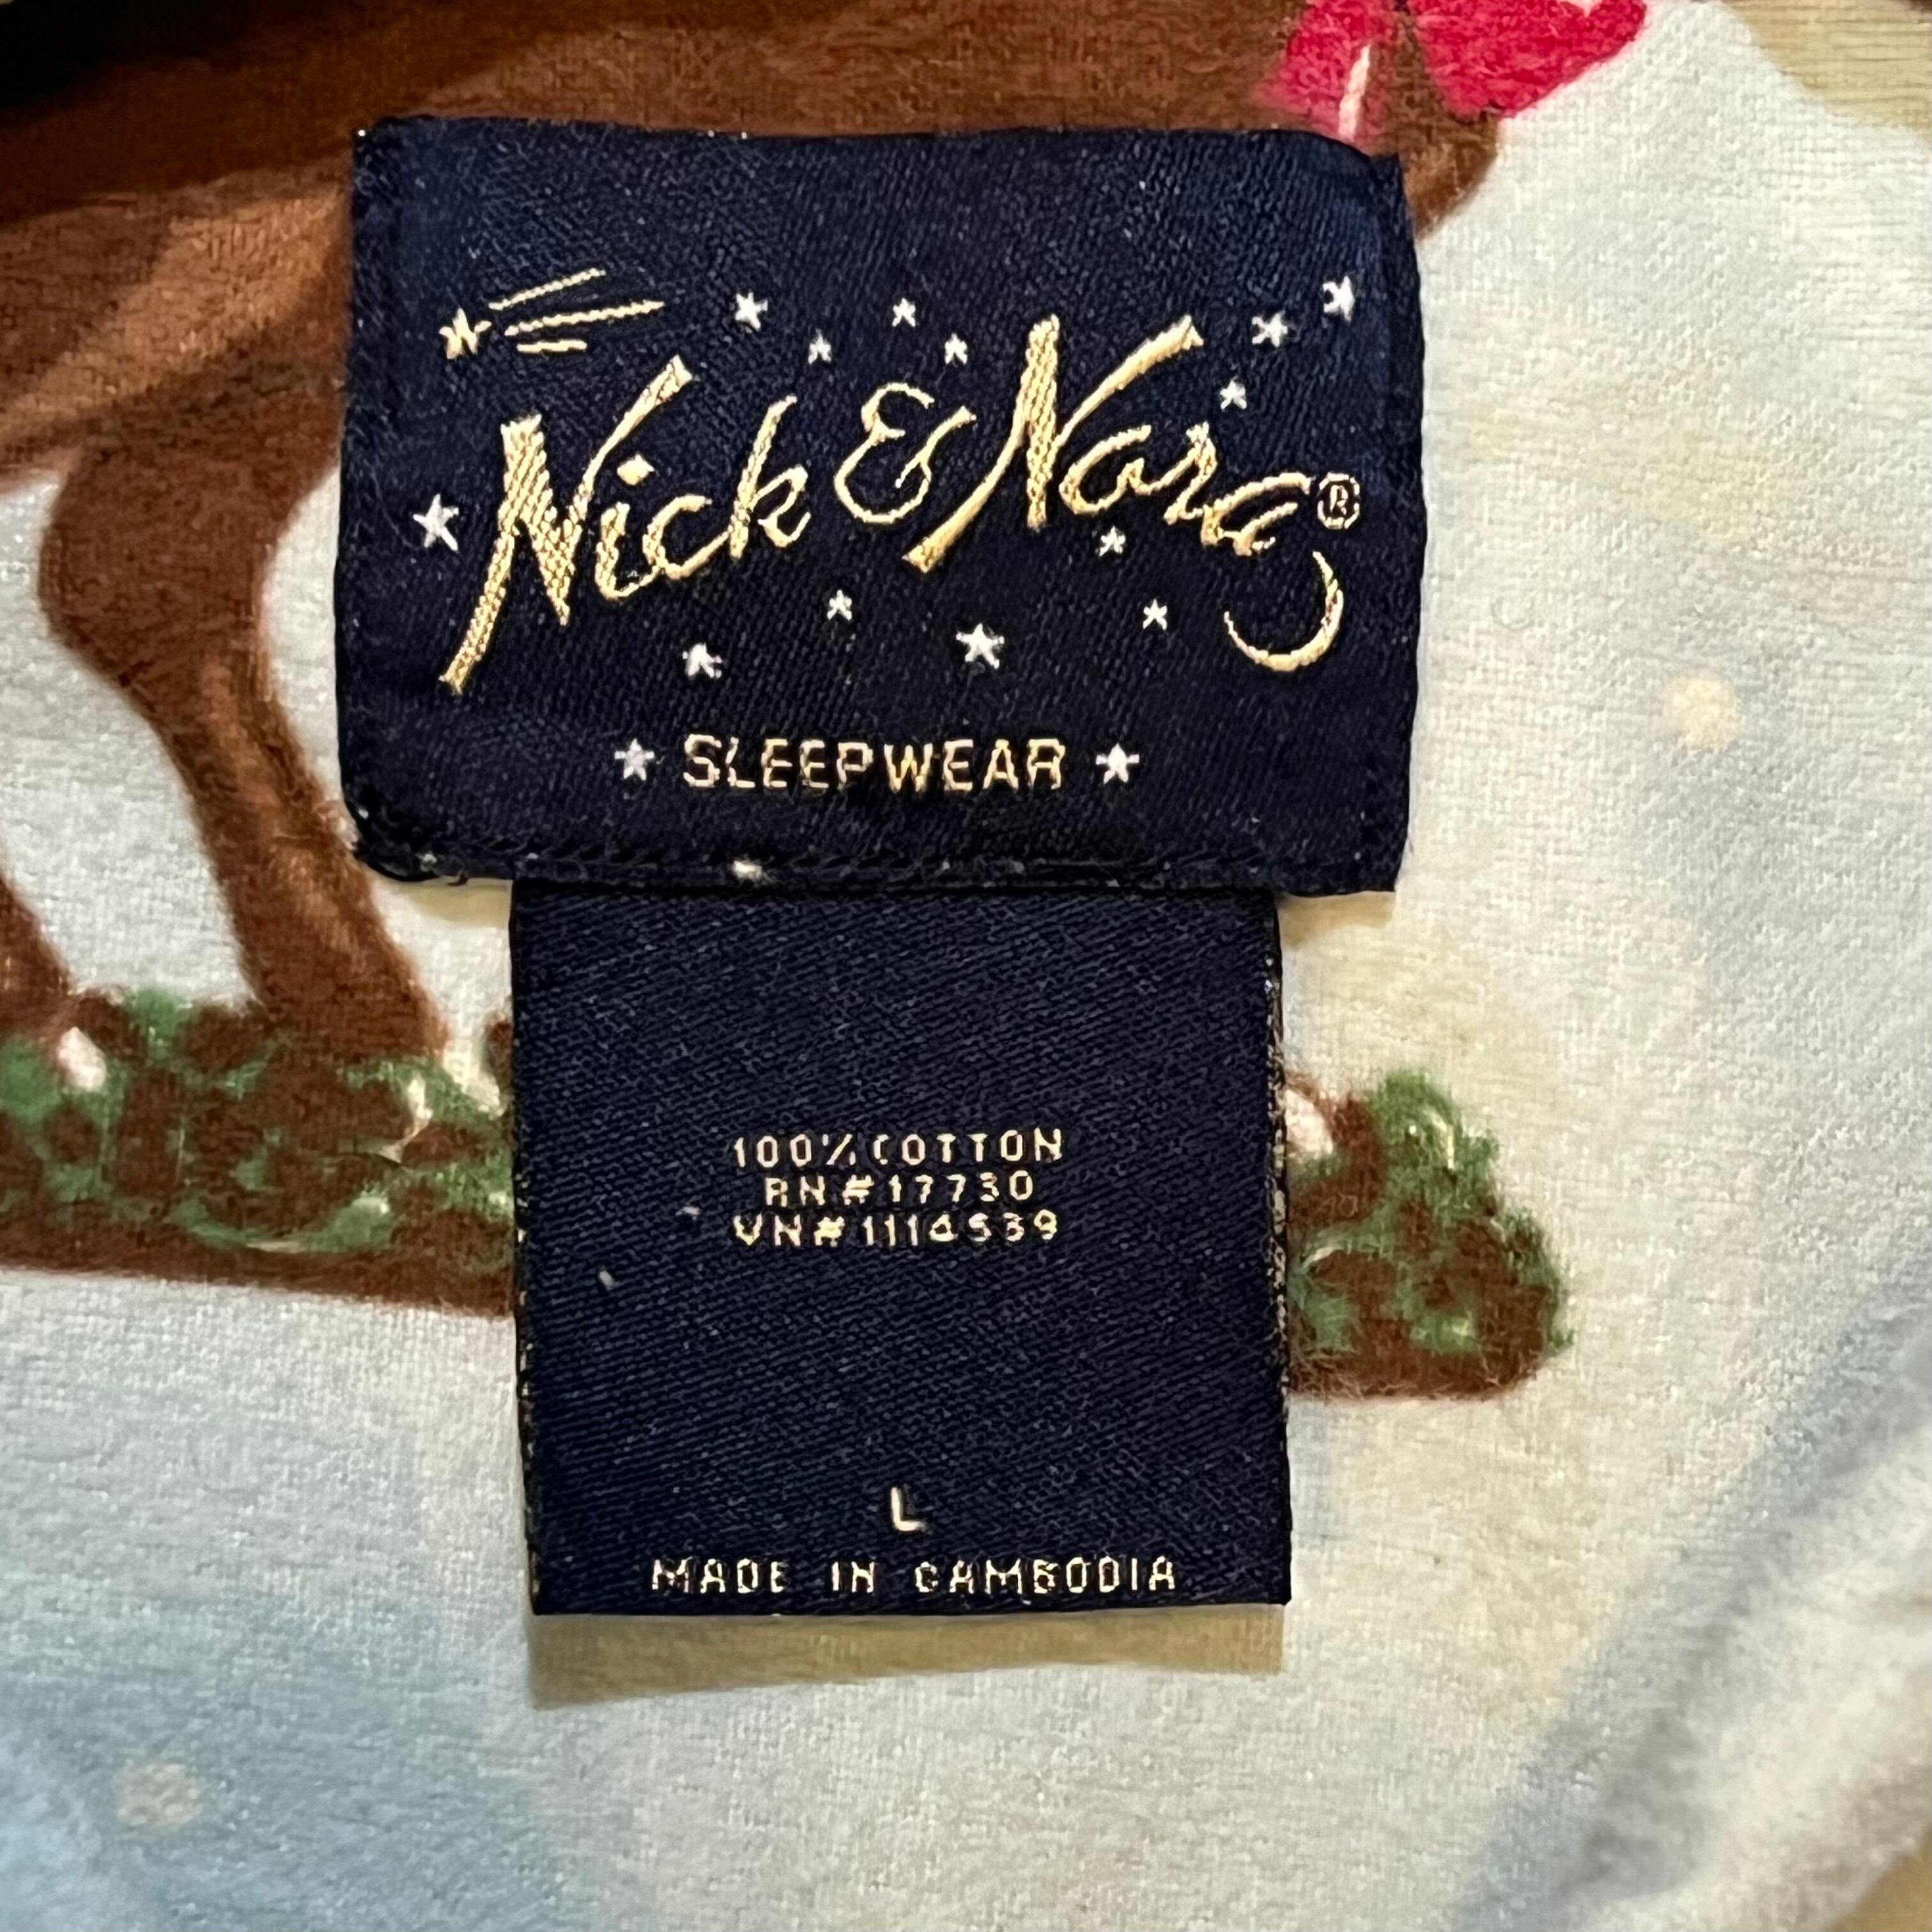 Nick & Nora®
SLEEPWEAR
100% COTTON
RN#17730
VN#1114539
L
MADE IN CAMBODIA